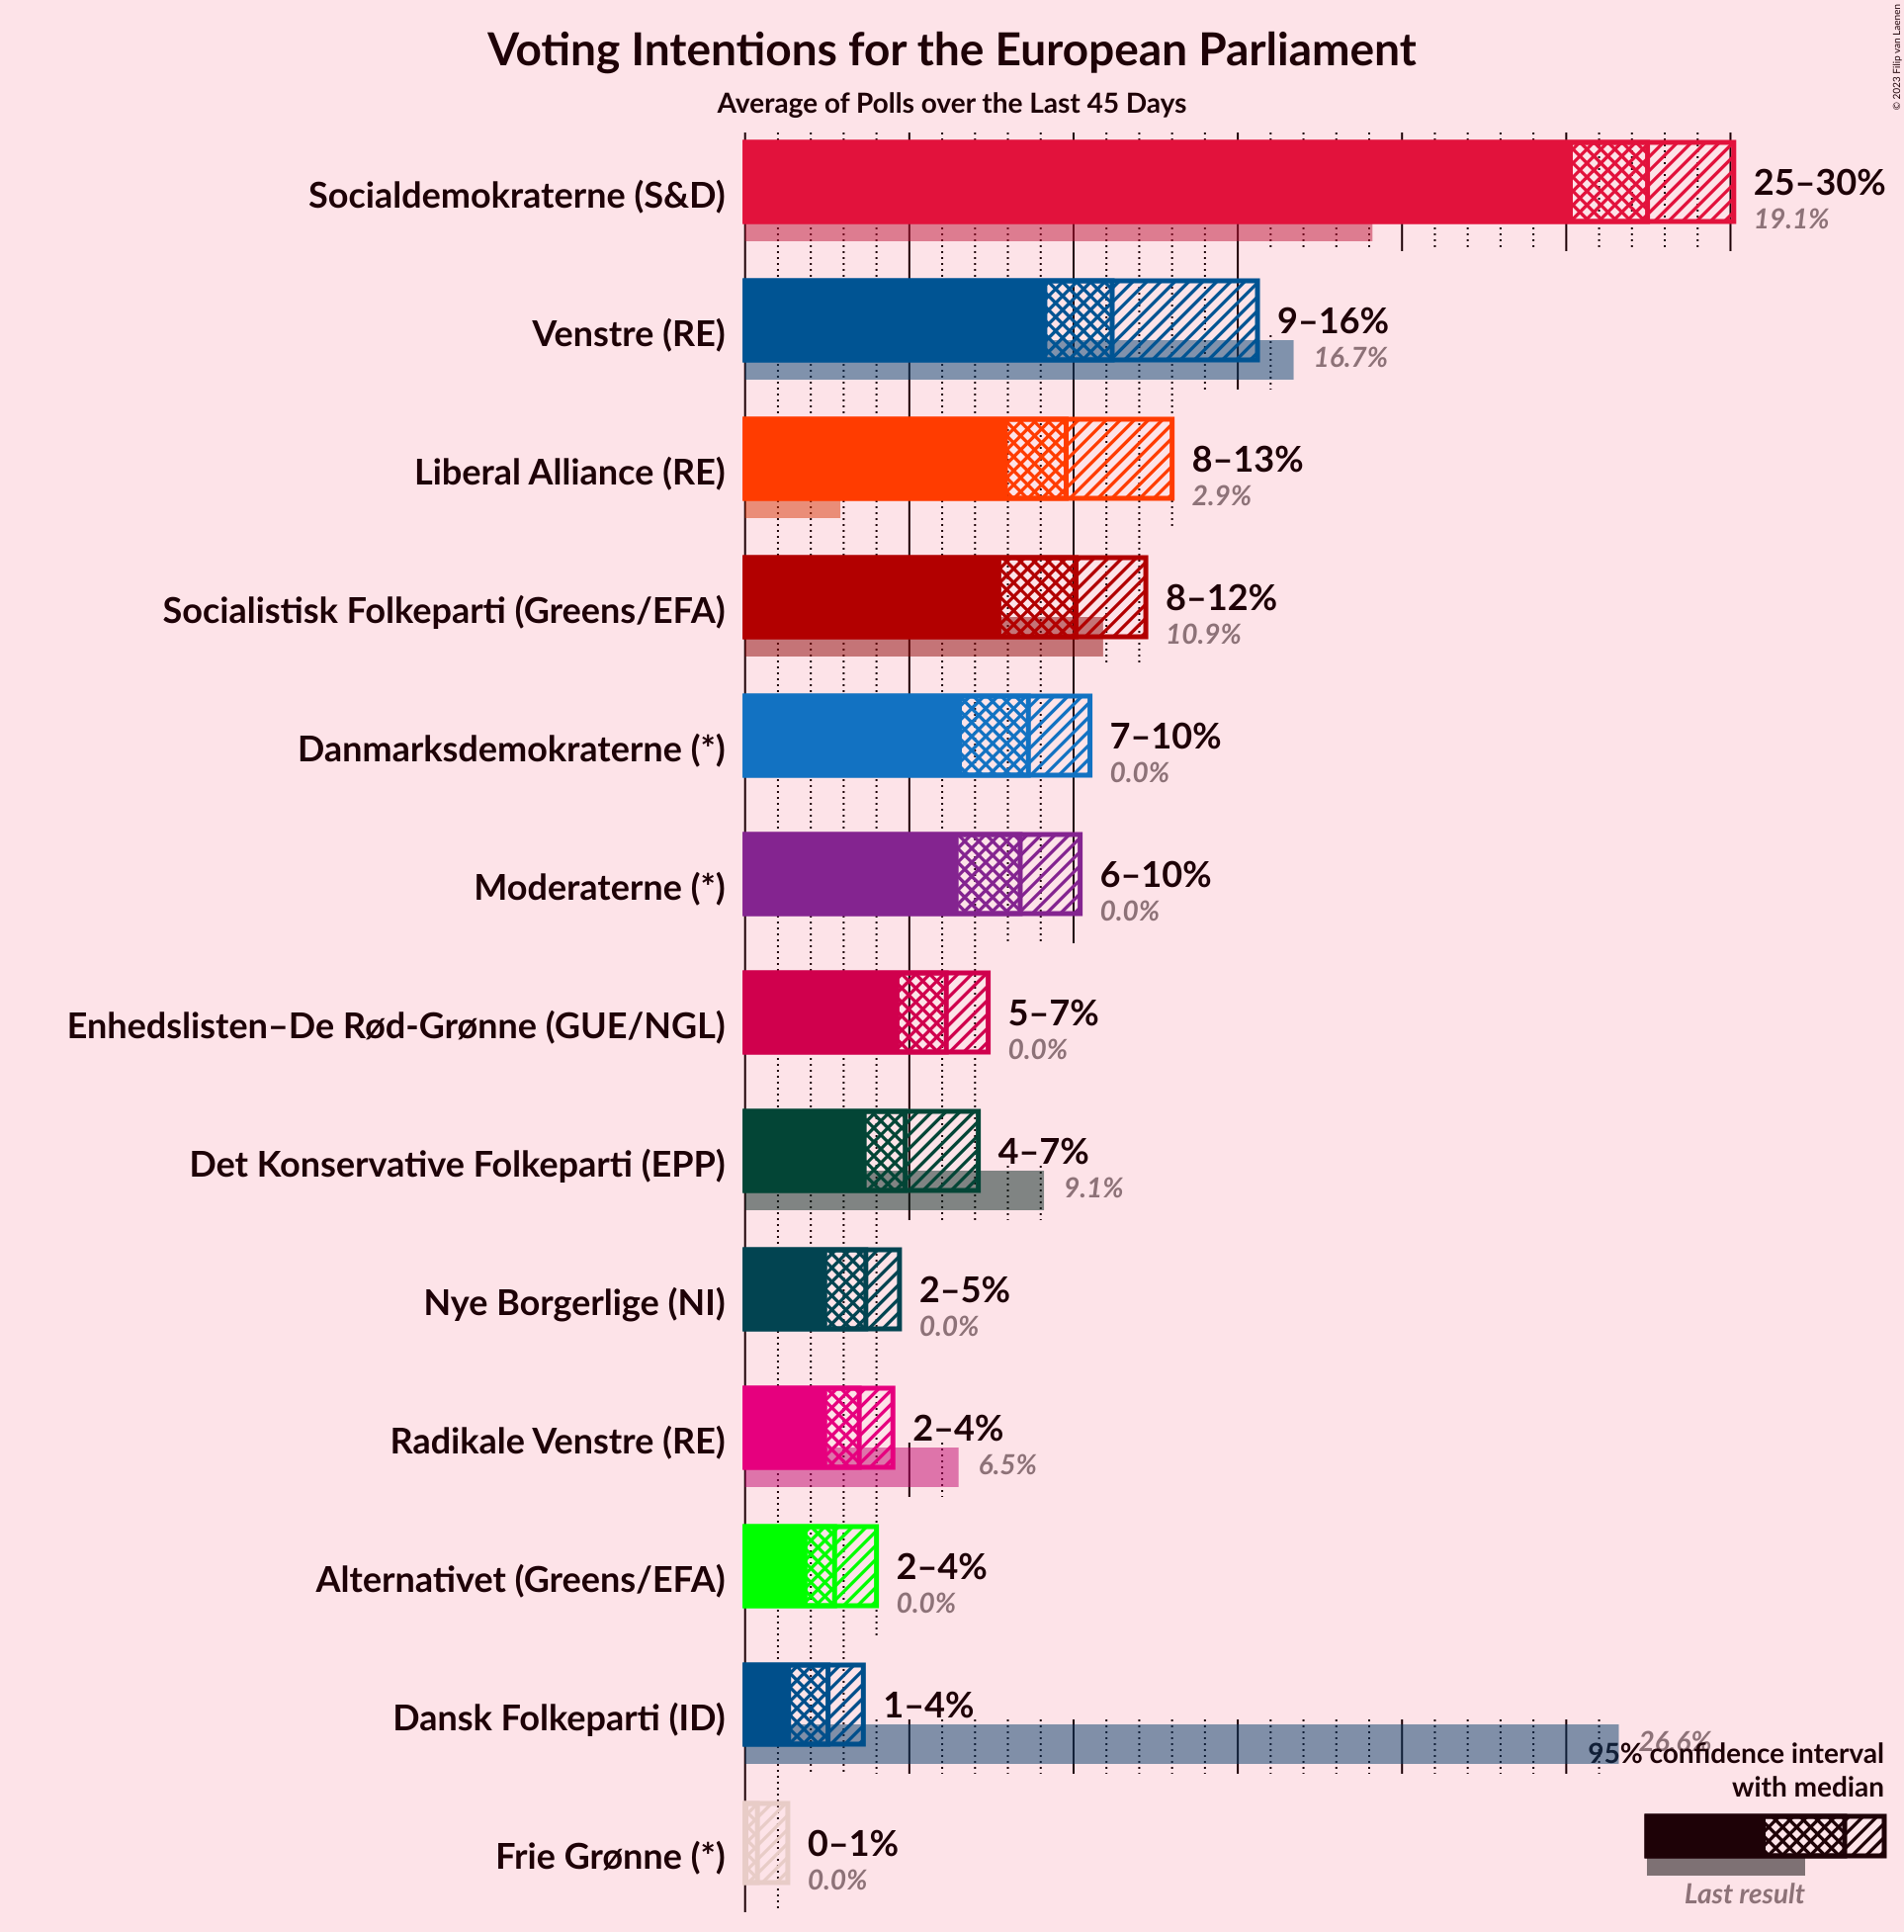 Voting Intentions for the European Parliament
Average of Polls over the Last 45 Days
© 2023 Filip van Laenen
Socialdemokraterne (S&D)
25–30%
19.1%
Venstre (RE)
9–16%
16.7%
Liberal Alliance (RE)
8–13%
2.9%
Socialistisk Folkeparti (Greens/EFA)
8–12%
10.9%
Danmarksdemokraterne (*)
7–10%
0.0%
Moderaterne (*)
6–10%
0.0%
Enhedslisten–De Rød-Grønne (GUE/NGL)
5–7%
0.0%
Det Konservative Folkeparti (EPP)
4–7%
9.1%
Nye Borgerlige (NI)
2–5%
0.0%
Radikale Venstre (RE)
2–4%
6.5%
Alternativet (Greens/EFA)
2–4%
0.0%
Dansk Folkeparti (ID)
1–4%
26.6%
95% confidence interval
with median
Last result
Frie Grønne (*)
0–1%
0.0%